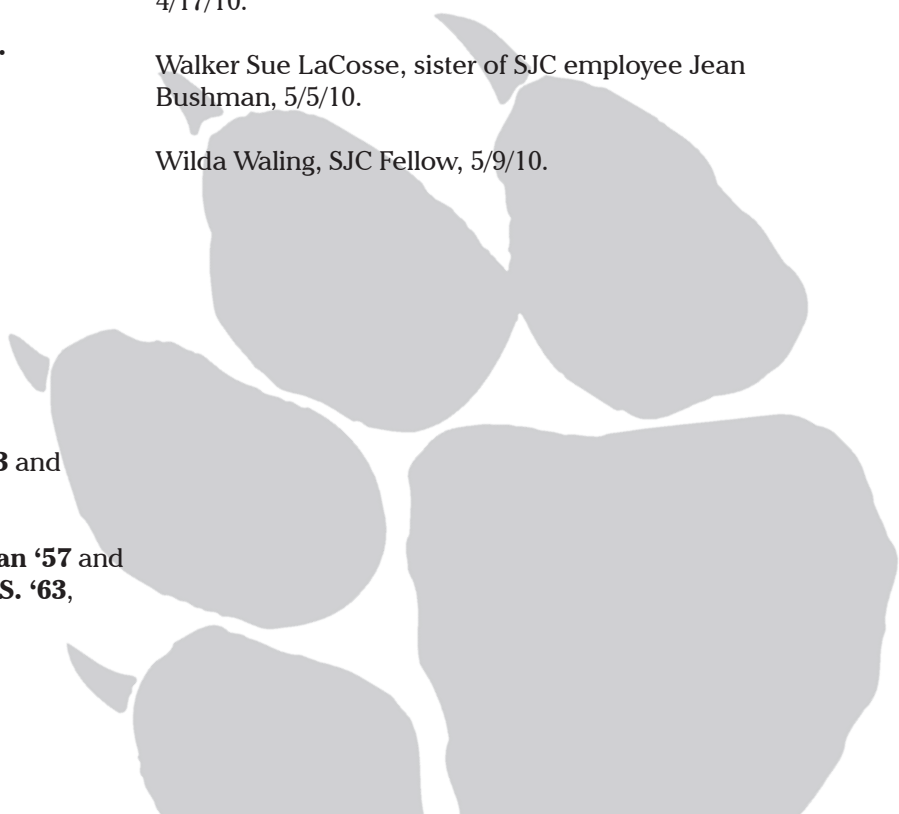 4/17/10.
.
Walker Sue LaCosse, sister of SJC employee Jean
Bushman, 5/5/10.
Wilda Waling, SJC Fellow, 5/9/10.
3 and
an ‘57 and
S. ‘63,